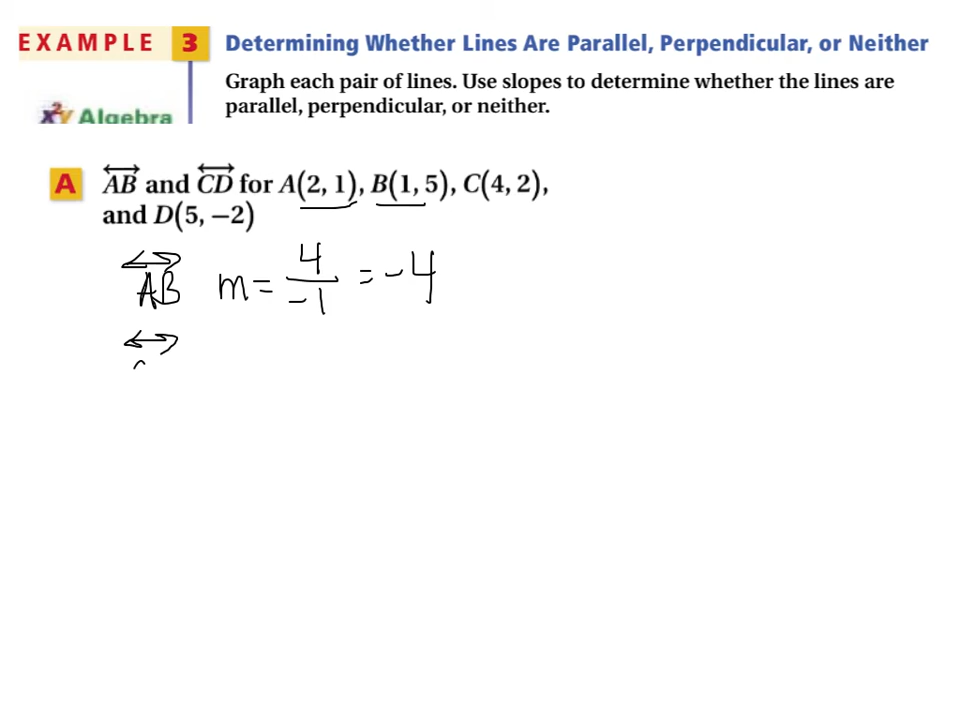 EXAMPLE 3 Determining Whether Lines Are Parallel, Perpendicular, or Neither
Graph each pair of lines. Use slopes to determine whether the lines are
parallel, perpendicular, or neither.
x²y Algebra
A AB and CD for A(2, 1), B(1, 5), C(4, 2),
and D(5, −2)
AB m = 4/-1 = -4